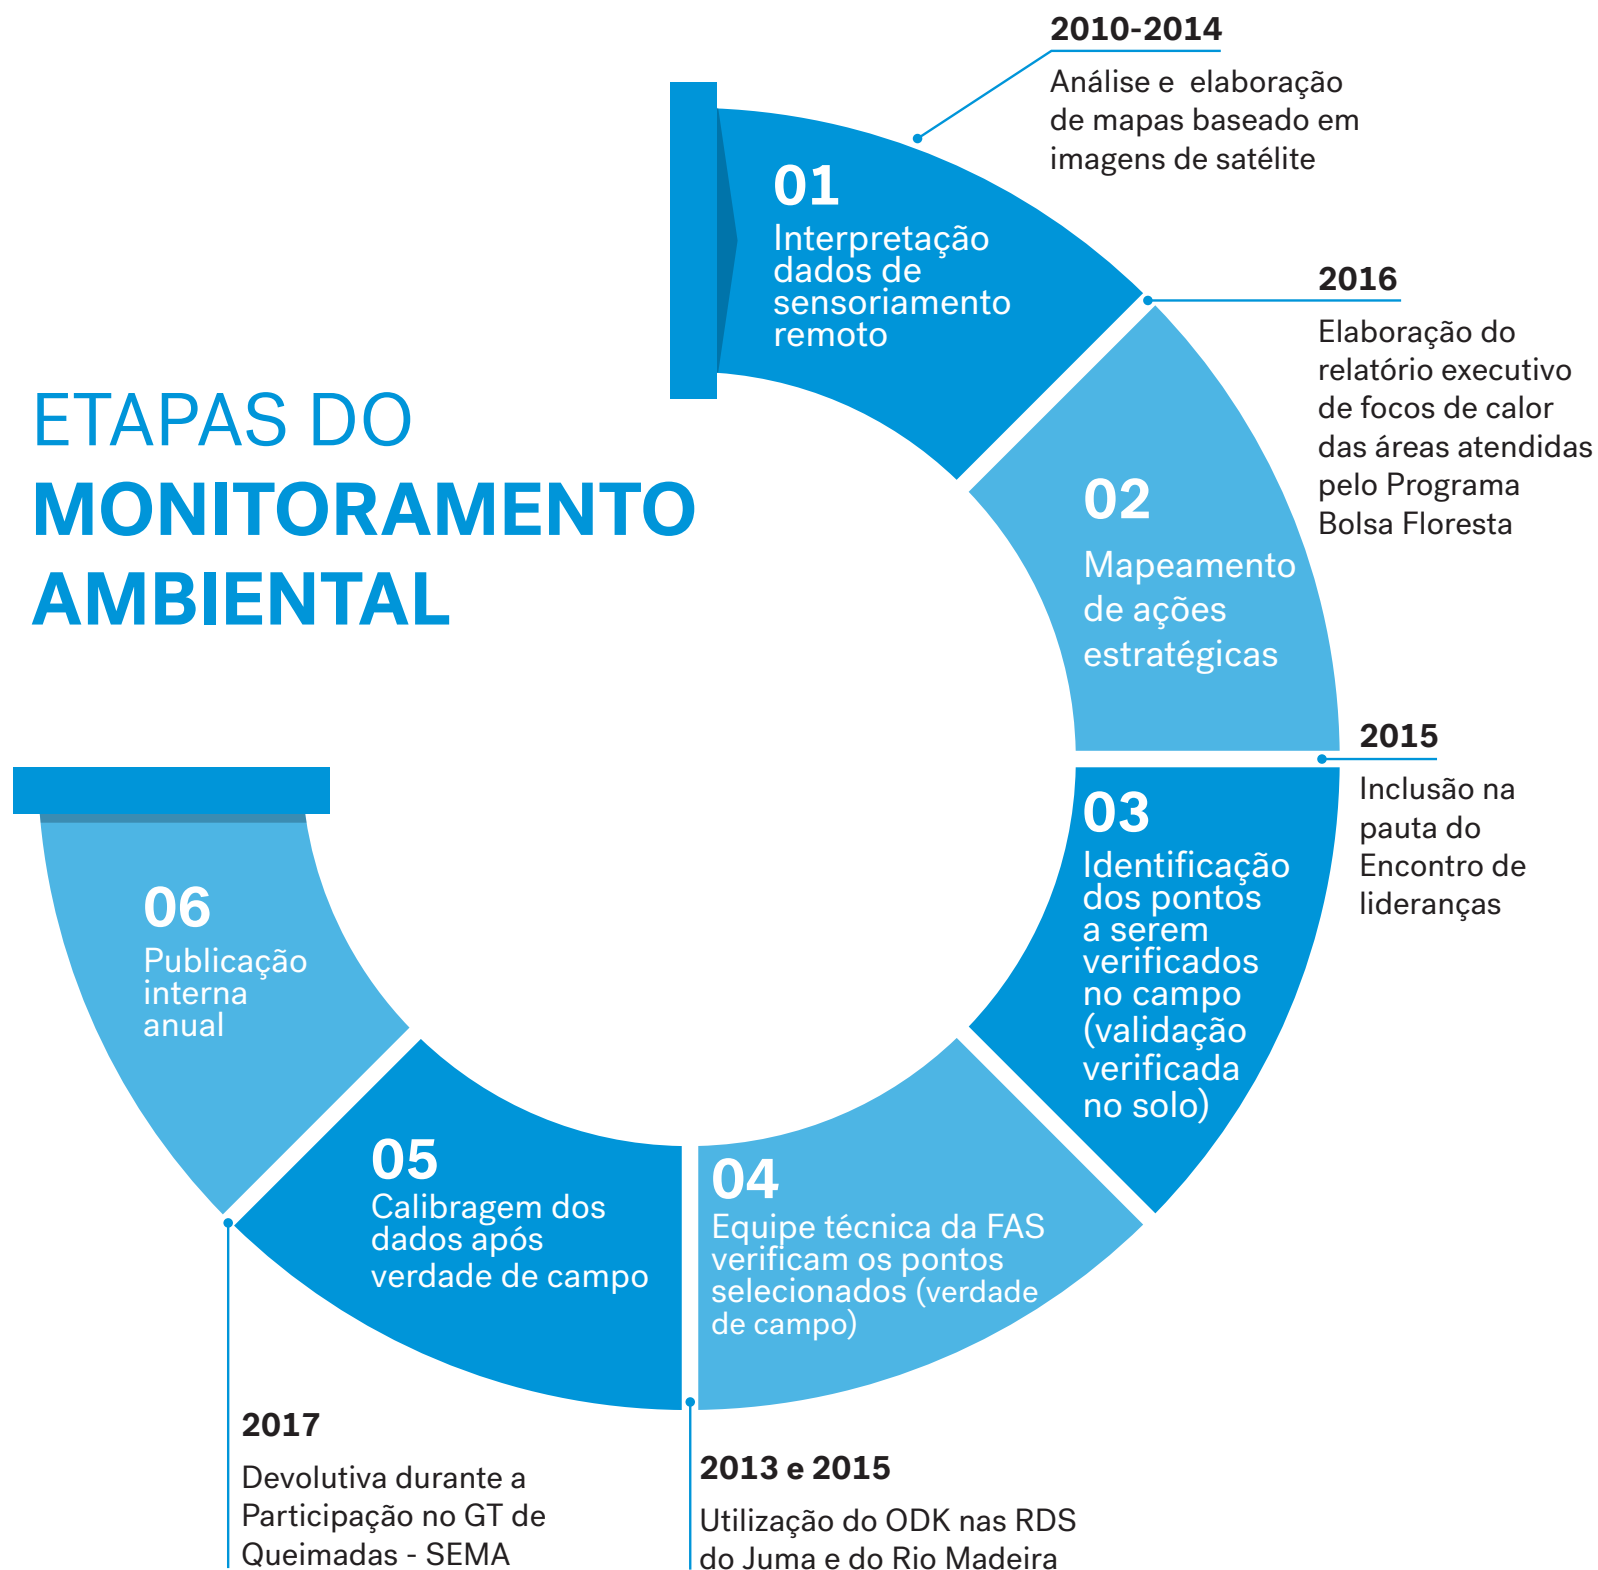 ETAPAS DO
MONITORAMENTO
AMBIENTAL
2010-2014
Análise e elaboração
de mapas baseado em
imagens de satélite
01
Interpretação
dados de
sensoriamento
remoto
2016
Elaboração do
relatório executivo
de focos de calor
das áreas atendidas
pelo Programa
Bolsa Floresta
02
Mapeamento
de ações
estratégicas
2015
Inclusão na
pauta do
Encontro de
lideranças
03
Identificação
dos pontos
a serem
verificados
no campo
(validação
verificada
no solo)
04
Equipe técnica da FAS
verificam os pontos
selecionados (verdade
de campo)
2013 e 2015
Utilização do ODK nas RDS
do Juma e do Rio Madeira
05
Calibragem dos
dados após
verdade de campo
2017
Devolutiva durante a
Participação no GT de
Queimadas - SEMA
06
Publicação
interna
anual